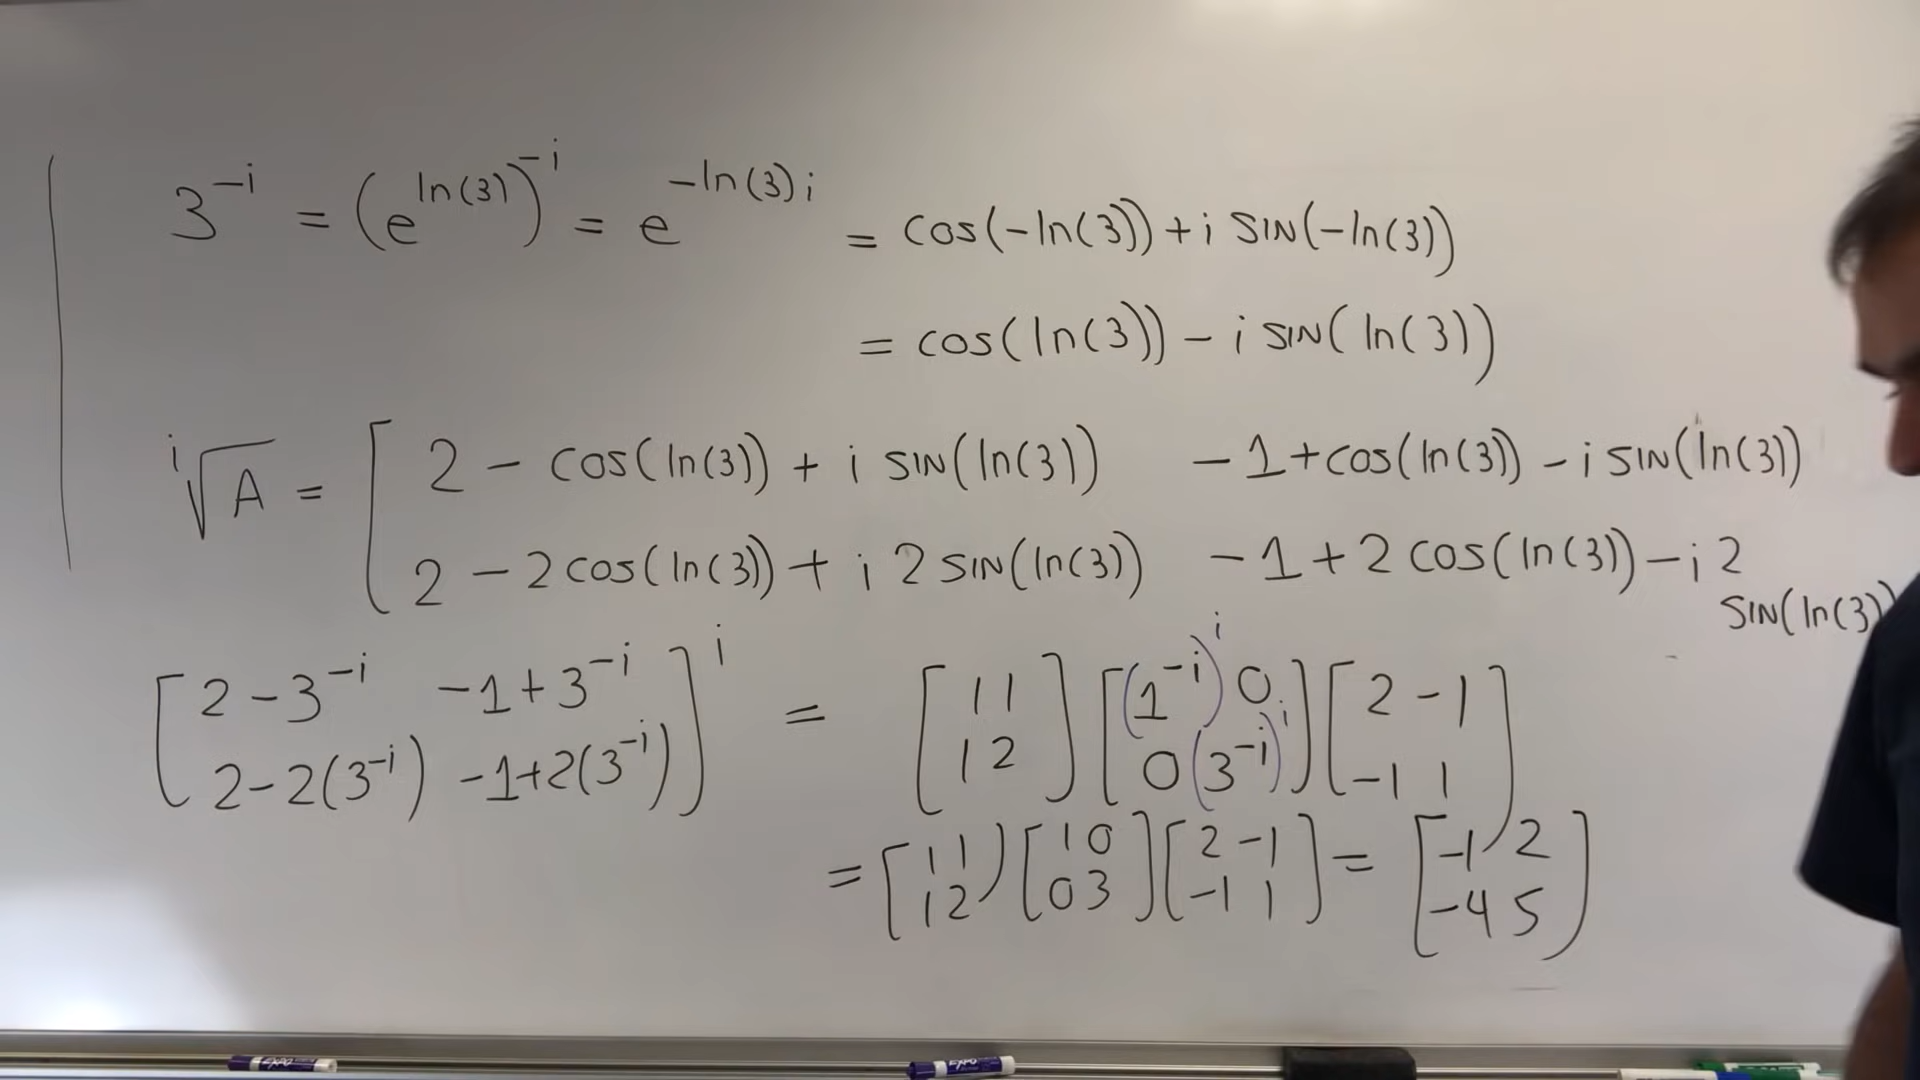 3^{-i} = (e^{ln(3)})^{-i} = e^{-ln(3)i} = cos(-ln(3)) + i SIN(-ln(3))
= cos(ln(3)) - i SIN(ln(3))
^{i}√A = [ 2 - cos(ln(3)) + i SIN(ln(3))   -1+cos(ln(3)) - i SIN(ln(3))
2 - 2cos(ln(3)) + i 2 SIN(ln(3))   -1+2cos(ln(3)) - i 2
SIN(ln(3))
[ 2-3^{-i}   -1+3^{-i}
2-2(3^{-i})   -1+2(3^{-i}) ]^{i} = [ 1 1
1 2 ] [ (1^{-i})^{i} 0
0 (3^{-i})^{i} ] [ 2 -1
-1 1 ]
= [ 1 1
1 2 ] [ 1 0
0 3 ] [ 2 -1
-1 1 ] = [ -1 2
-4 5 ]
EXPO
EXPO